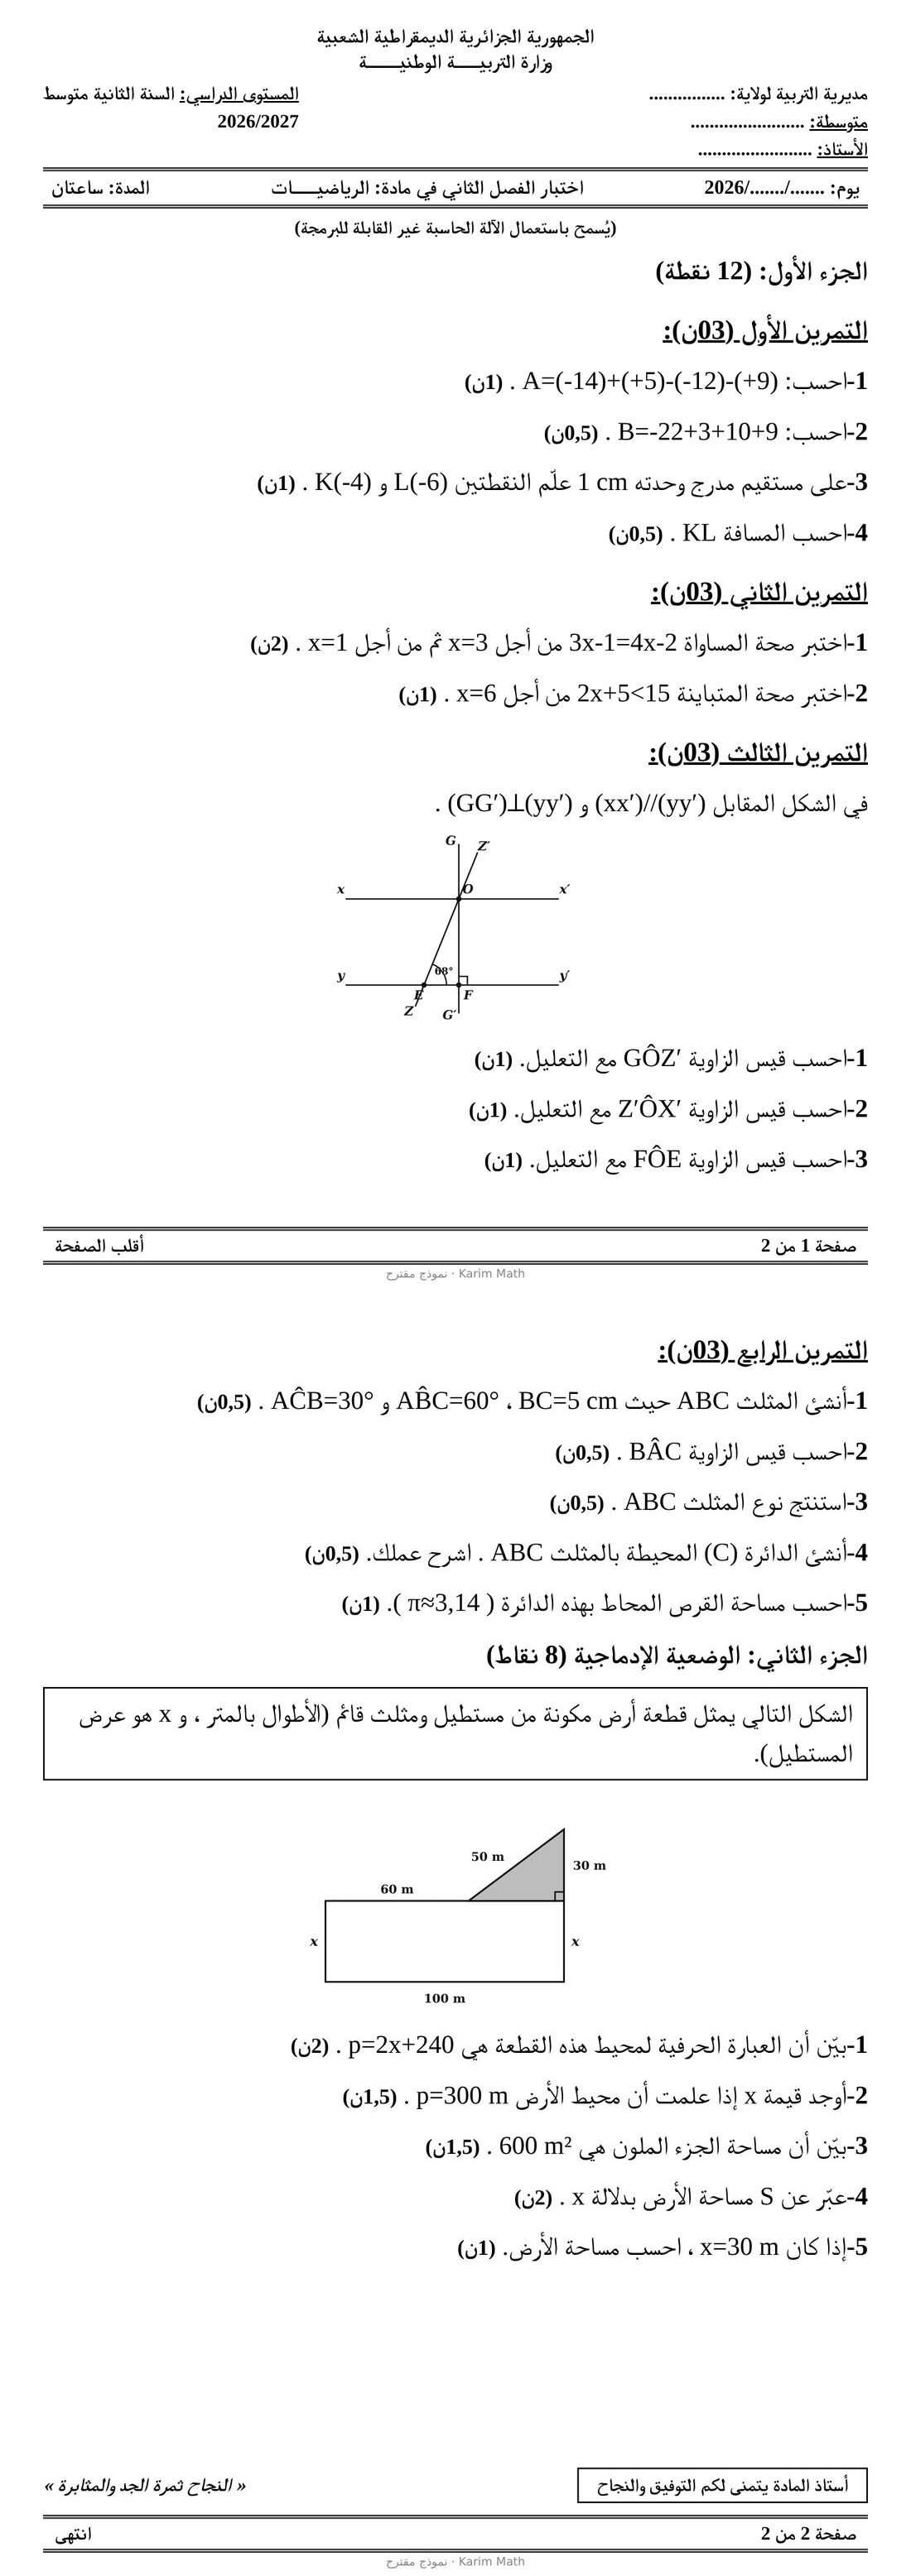 الجمهورية الجزائرية الديمقراطية الشعبية
وزارة التربيــــة الوطنيــــــة
مديرية التربية لولاية: ................
المستوى الدراسي: السنة الثانية متوسط
متوسطة: ........................
2026/2027
الأستاذ: ........................
يوم: ......./......./2026
اختبار الفصل الثاني في مادة: الرياضيــــات
المدة: ساعتان
(يُسمح باستعمال الآلة الحاسبة غير القابلة للبرمجة)
الجزء الأول: (12 نقطة)
التمرين الأول (03ن):
1-احسب: A=(-14)+(+5)-(-12)-(+9) . (1ن)
2-احسب: B=-22+3+10+9 . (0,5ن)
3-على مستقيم مدرج وحدته 1 cm علّم النقطتين L(-6) و K(-4) . (1ن)
4-احسب المسافة KL . (0,5ن)
التمرين الثاني (03ن):
1-اختبر صحة المساواة 3x-1=4x-2 من أجل x=3 ثم من أجل x=1 . (2ن)
2-اختبر صحة المتباينة 2x+5<15 من أجل x=6 . (1ن)
التمرين الثالث (03ن):
في الشكل المقابل (xx′)//(yy′) و (GG′)⊥(yy′) .
G
Z′
x
O
x′
y
68°
y′
E
F
Z
G′
1-احسب قيس الزاوية GÔZ′ مع التعليل. (1ن)
2-احسب قيس الزاوية Z′ÔX′ مع التعليل. (1ن)
3-احسب قيس الزاوية FÔE مع التعليل. (1ن)
صفحة 1 من 2
أقلب الصفحة
Karim Math · نموذج مقترح
التمرين الرابع (03ن):
1-أنشئ المثلث ABC حيث BC=5 cm ، AB̂C=60° و AĈB=30° . (0,5ن)
2-احسب قيس الزاوية BÂC . (0,5ن)
3-استنتج نوع المثلث ABC . (0,5ن)
4-أنشئ الدائرة (C) المحيطة بالمثلث ABC . اشرح عملك. (0,5ن)
5-احسب مساحة القرص المحاط بهذه الدائرة ( π≈3,14 ). (1ن)
الجزء الثاني: الوضعية الإدماجية (8 نقاط)
الشكل التالي يمثل قطعة أرض مكونة من مستطيل ومثلث قائم (الأطوال بالمتر ، و x هو عرض
المستطيل).
50 m
30 m
60 m
x
x
100 m
1-بيّن أن العبارة الحرفية لمحيط هذه القطعة هي p=2x+240 . (2ن)
2-أوجد قيمة x إذا علمت أن محيط الأرض p=300 m . (1,5ن)
3-بيّن أن مساحة الجزء الملون هي 600 m² . (1,5ن)
4-عبّر عن S مساحة الأرض بدلالة x . (2ن)
5-إذا كان x=30 m ، احسب مساحة الأرض. (1ن)
أستاذ المادة يتمنى لكم التوفيق والنجاح
« النجاح ثمرة الجد والمثابرة »
صفحة 2 من 2
انتهى
Karim Math · نموذج مقترح